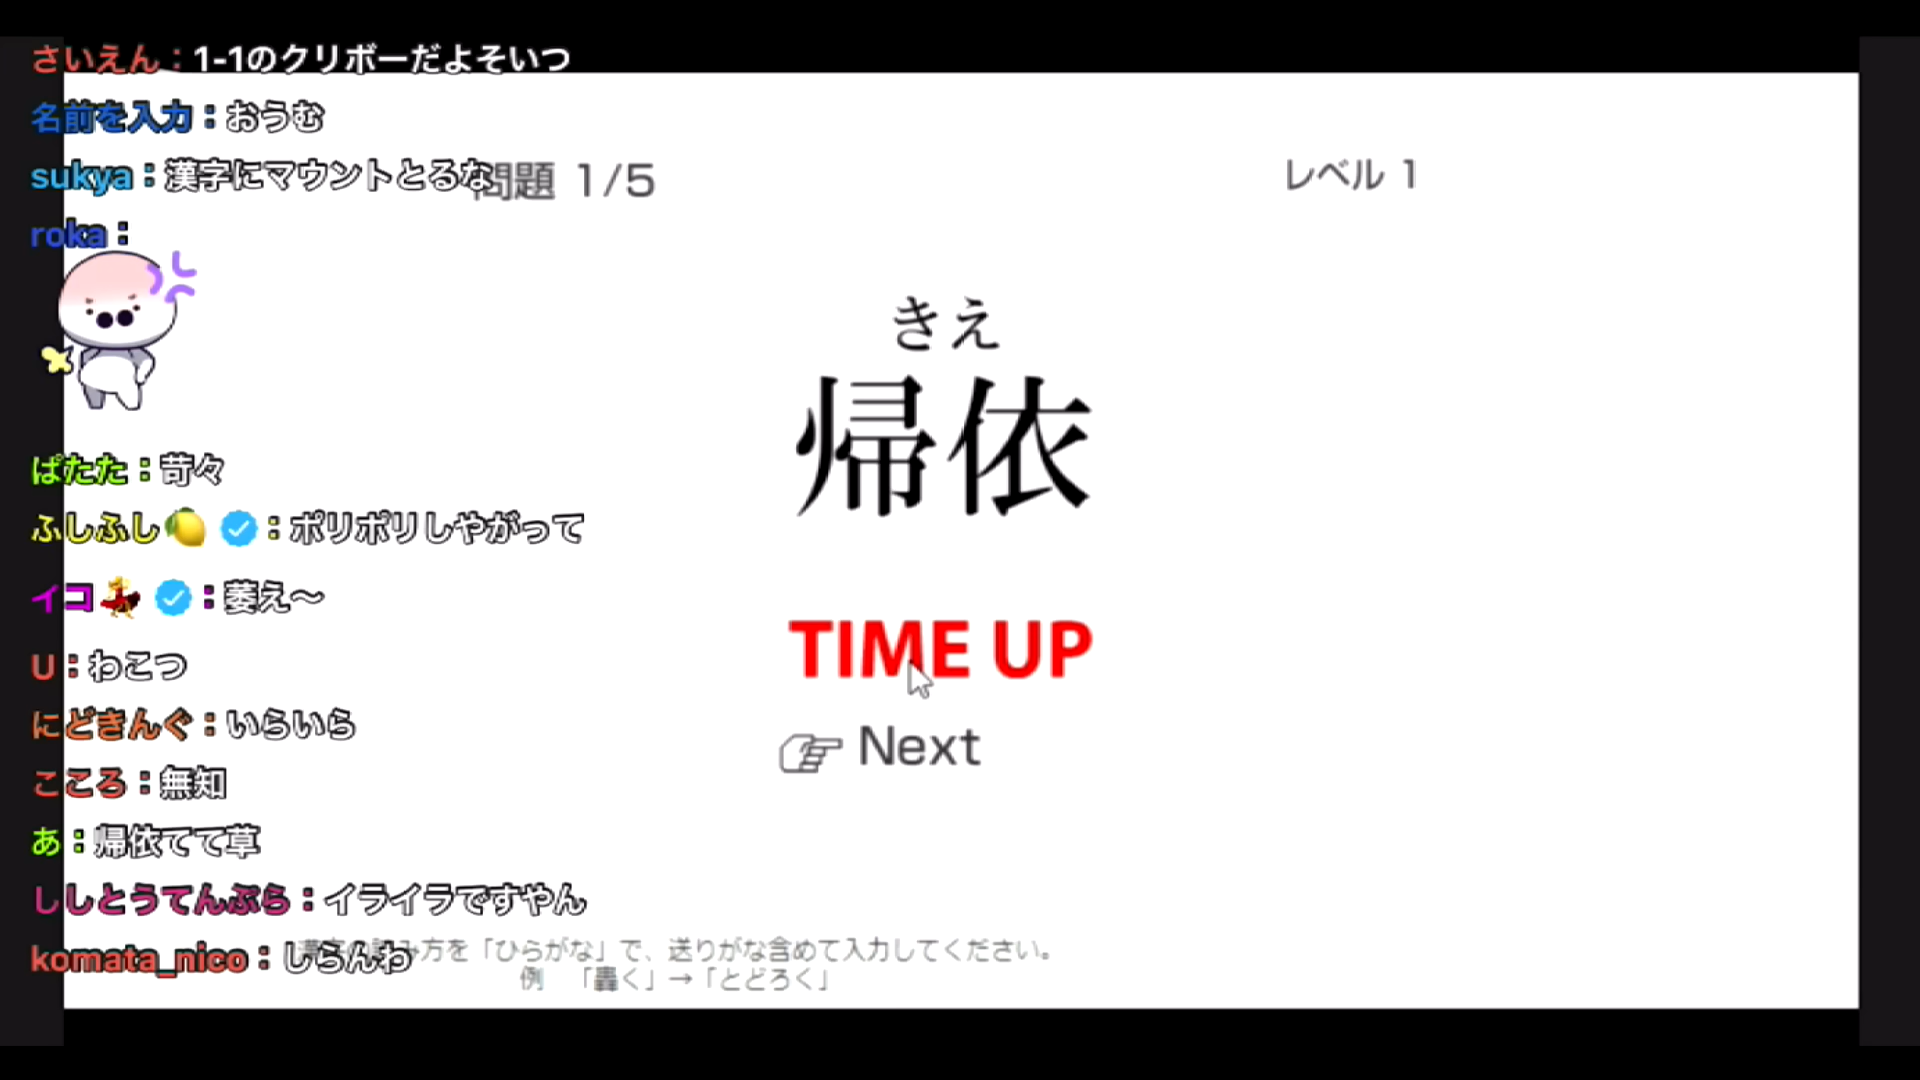 さいえん：1-1のクリボーだよそいつ
名前を入力：おうむ
sukya：漢字にマウントとるな
問題 1/5
レベル 1
roka：
きえ
帰依
ぱたた：苛々
ふしふし🍋：ポリポリしやがって
イコ💃：萎え〜
TIME UP
U：わこつ
にどきんぐ：いらいら
Next
こころ：無知
あ：帰依てて草
ししとうてんぷら：イライラですやん
komata_nico：しらんわ
み方を「ひらがな」で、送りがな含めて入力してください。
例 「轟く」→「とどろく」